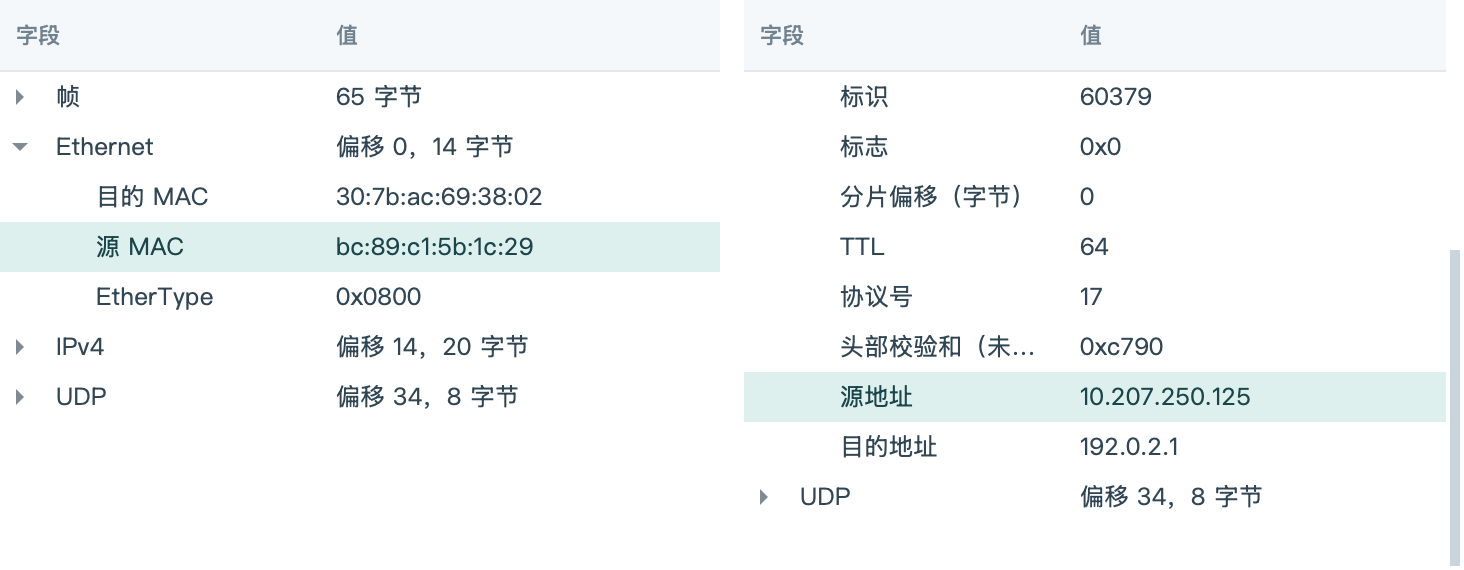 字段 值
帧 65 字节
Ethernet 偏移 0，14 字节
目的 MAC 30:7b:ac:69:38:02
源 MAC bc:89:c1:5b:1c:29
EtherType 0x0800
IPv4 偏移 14，20 字节
UDP 偏移 34，8 字节
字段 值
标识 60379
标志 0x0
分片偏移（字节） 0
TTL 64
协议号 17
头部校验和（未… 0xc790
源地址 10.207.250.125
目的地址 192.0.2.1
UDP 偏移 34，8 字节